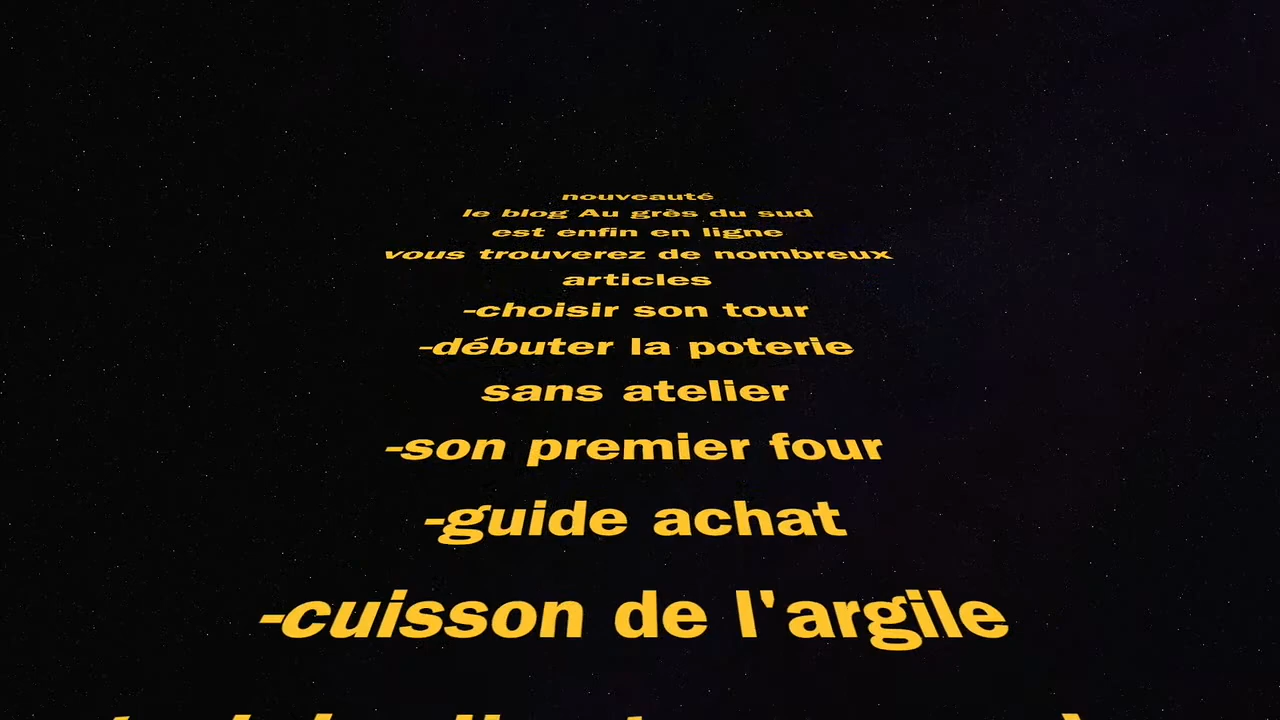 nouveauté
le blog Au grès du sud
est enfin en ligne
vous trouverez de nombreux
articles
-choisir son tour
-débuter la poterie
sans atelier
-son premier four
-guide achat
-cuisson de l'argile